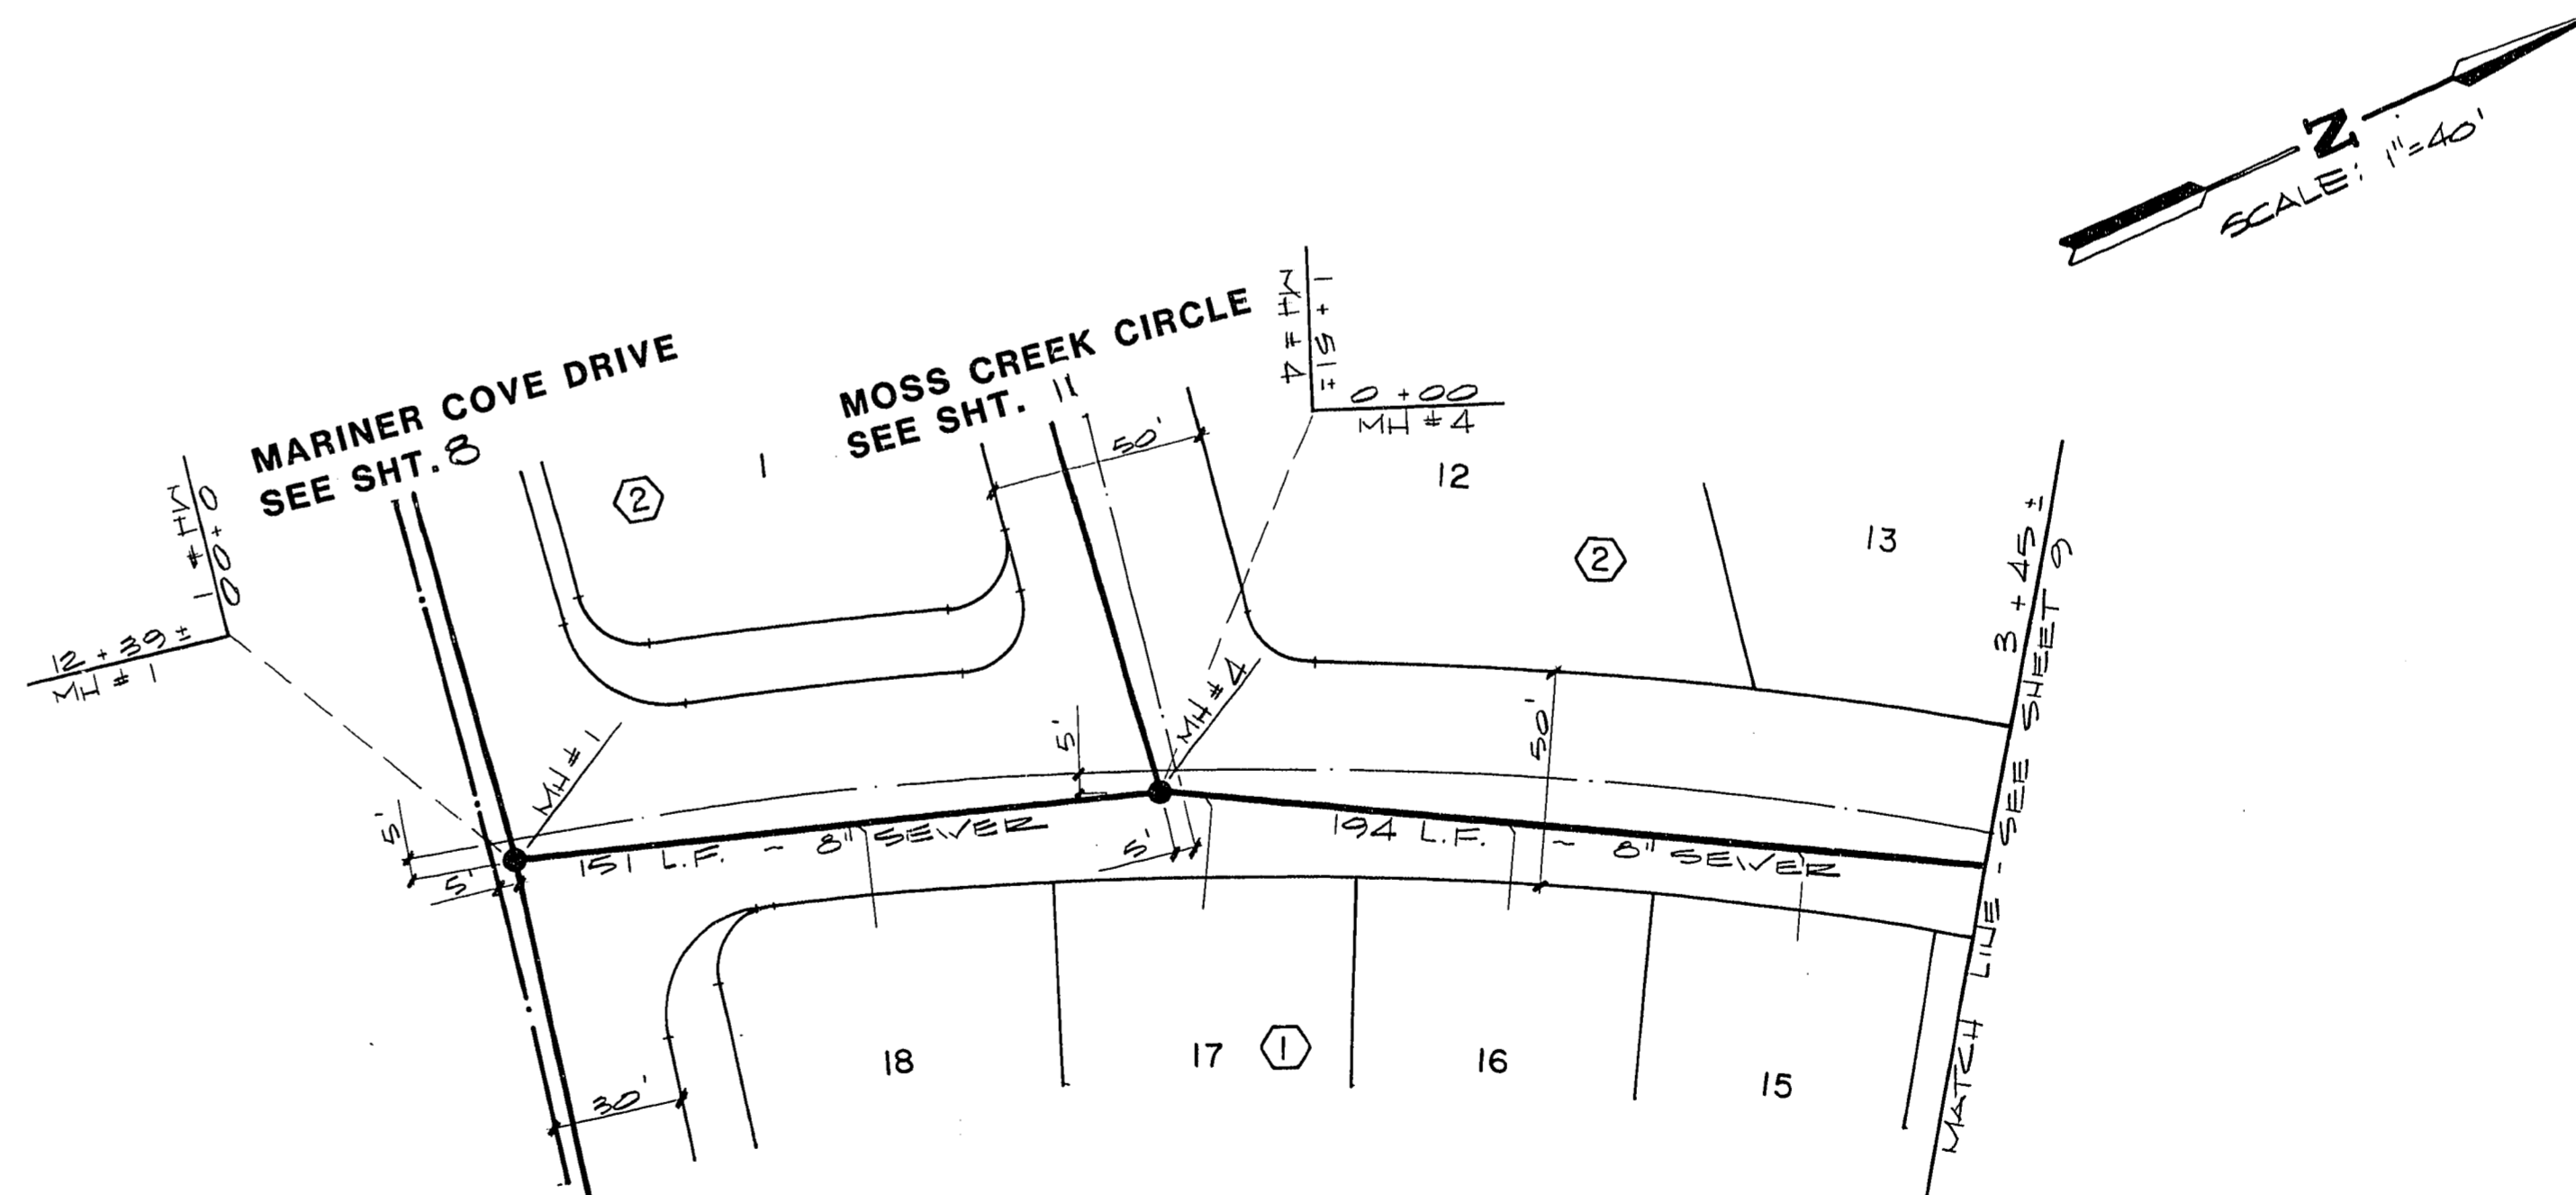 N
SCALE: 1"=40'
MARINER COVE DRIVE
SEE SHT. 8
MOSS CREEK CIRCLE
SEE SHT. 11
1 + 51±
MH # 4
0 + 00
MH # 4
0 + 00
MH # 1
12 + 39 ±
MH # 1
2
1
50'
12
2
13
3 + 45 ±
MATCH LINE - SEE SHEET 9
MH # 1
MH # 4
5'
50'
5'
5'
5'
151 L.F. ~ 8" SEWER
194 L.F. ~ 8" SEWER
30'
18
17
1
16
15